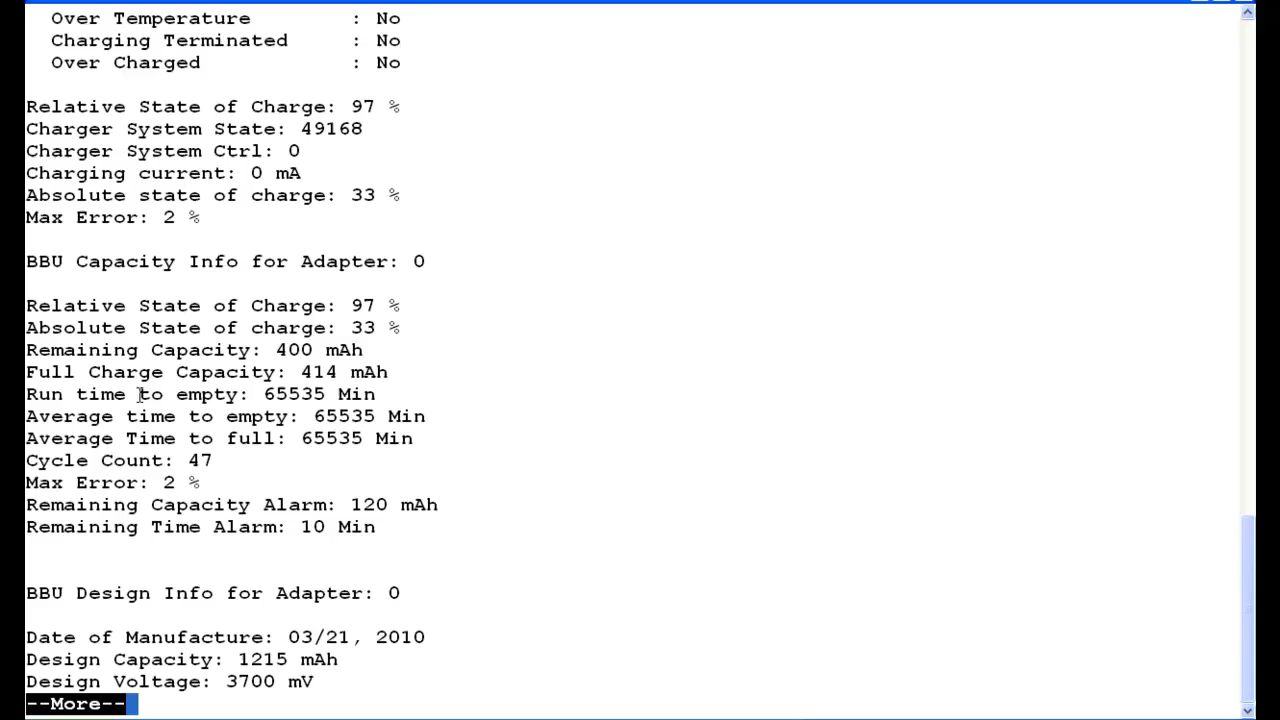 Over Temperature        : No
Charging Terminated     : No
Over Charged            : No
Relative State of Charge: 97 %
Charger System State: 49168
Charger System Ctrl: 0
Charging current: 0 mA
Absolute state of charge: 33 %
Max Error: 2 %
BBU Capacity Info for Adapter: 0
Relative State of Charge: 97 %
Absolute State of charge: 33 %
Remaining Capacity: 400 mAh
Full Charge Capacity: 414 mAh
Run time to empty: 65535 Min
Average time to empty: 65535 Min
Average Time to full: 65535 Min
Cycle Count: 47
Max Error: 2 %
Remaining Capacity Alarm: 120 mAh
Remaining Time Alarm: 10 Min
BBU Design Info for Adapter: 0
Date of Manufacture: 03/21, 2010
Design Capacity: 1215 mAh
Design Voltage: 3700 mV
--More--